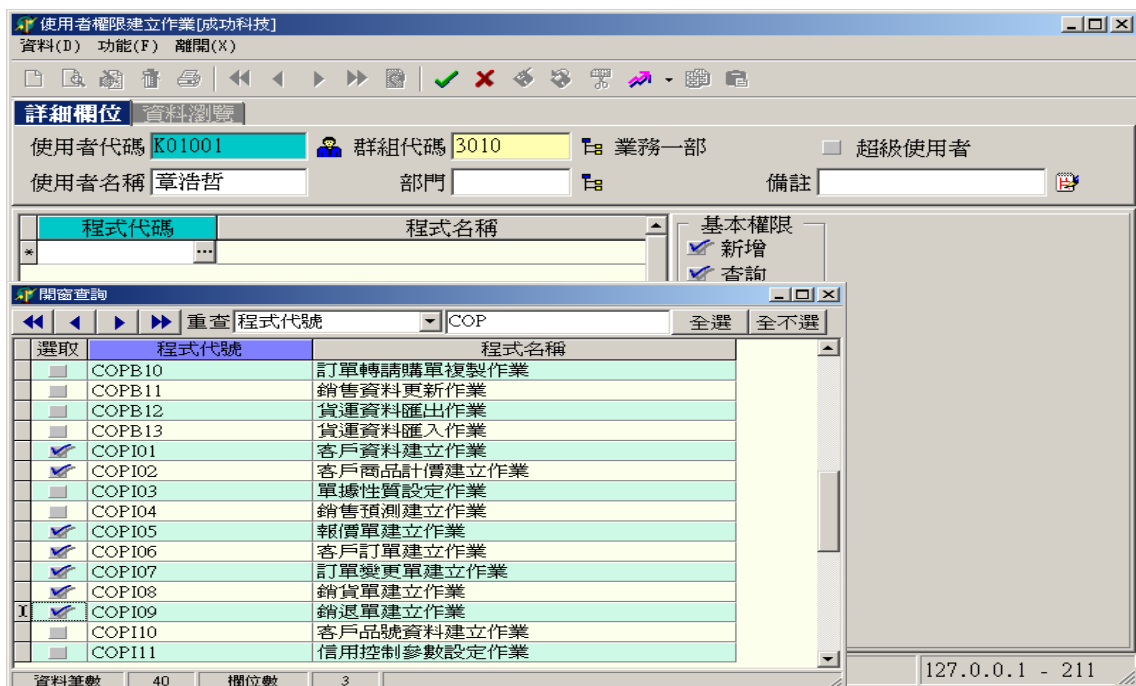 使用者權限建立作業[成功科技]
資料(D) 功能(F) 離開(X)
詳細欄位 資料瀏覽
使用者代碼 K01001 群組代碼 3010 業務一部 超級使用者
使用者名稱 章浩哲 部門 備註
程式代碼 程式名稱 基本權限
* ... 新增
查詢
開窗查詢
重查 程式代號 COP 全選 全不選
選取 程式代號 程式名稱
COPB10 訂單轉請購單複製作業
COPB11 銷售資料更新作業
COPB12 貨運資料匯出作業
COPB13 貨運資料匯入作業
COPI01 客戶資料建立作業
COPI02 客戶商品計價建立作業
COPI03 單據性質設定作業
COPI04 銷售預測建立作業
COPI05 報價單建立作業
COPI06 客戶訂單建立作業
COPI07 訂單變更單建立作業
COPI08 銷貨單建立作業
COPI09 銷退單建立作業
COPI10 客戶品號資料建立作業
COPI11 信用控制參數設定作業
資料筆數 40 欄位數 3
127.0.0.1 - 211